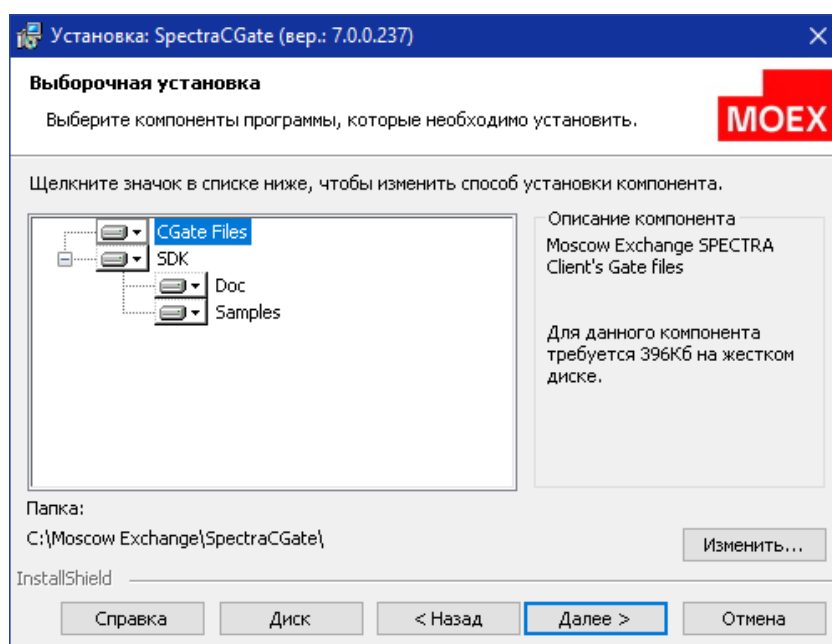 Установка: SpectraCGate (вер.: 7.0.0.237)
Выборочная установка
Выберите компоненты программы, которые необходимо установить.
MOEX
Щелкните значок в списке ниже, чтобы изменить способ установки компонента.
CGate Files
SDK
Doc
Samples
Описание компонента
Moscow Exchange SPECTRA
Client's Gate files
Для данного компонента
требуется 396Кб на жестком
диске.
Папка:
C:\Moscow Exchange\SpectraCGate\
Изменить...
InstallShield
Справка
Диск
< Назад
Далее >
Отмена